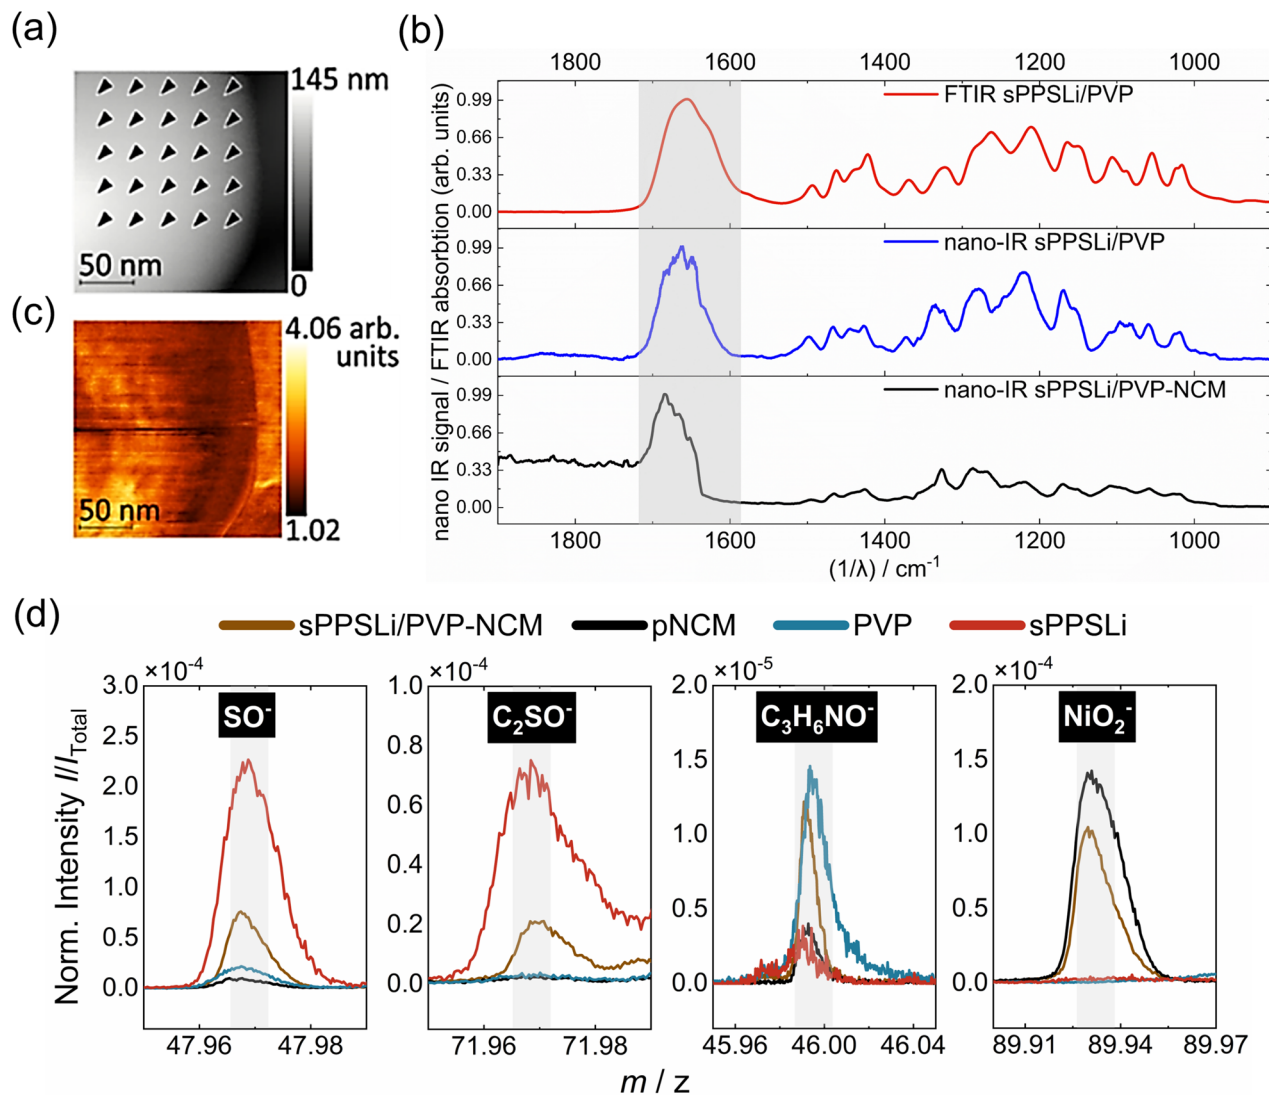 (a)
145 nm
50 nm
0
(b)
1800 1600 1400 1200 1000
nano IR signal / FTIR absorbtion (arb. units)
0.99
0.66
0.33
0.00
FTIR sPPSLi/PVP
0.99
0.66
0.33
0.00
nano-IR sPPSLi/PVP
0.99
0.66
0.33
0.00
nano-IR sPPSLi/PVP-NCM
1800 1600 1400 1200 1000
(1/λ) / cm⁻¹
(c)
4.06 arb.
units
50 nm
1.02
(d)
sPPSLi/PVP-NCM pNCM PVP sPPSLi
Norm. Intensity I/I_Total
×10⁻⁴
3.0
2.5
2.0
1.5
1.0
0.5
0.0
SO⁻
47.96 47.98
×10⁻⁴
1.0
0.8
0.6
0.4
0.2
0.0
C₂SO⁻
71.96 71.98
×10⁻⁵
2.0
1.5
1.0
0.5
0.0
C₃H₆NO⁻
45.96 46.00 46.04
×10⁻⁴
2.0
1.5
1.0
0.5
0.0
NiO₂⁻
89.91 89.94 89.97
m / z